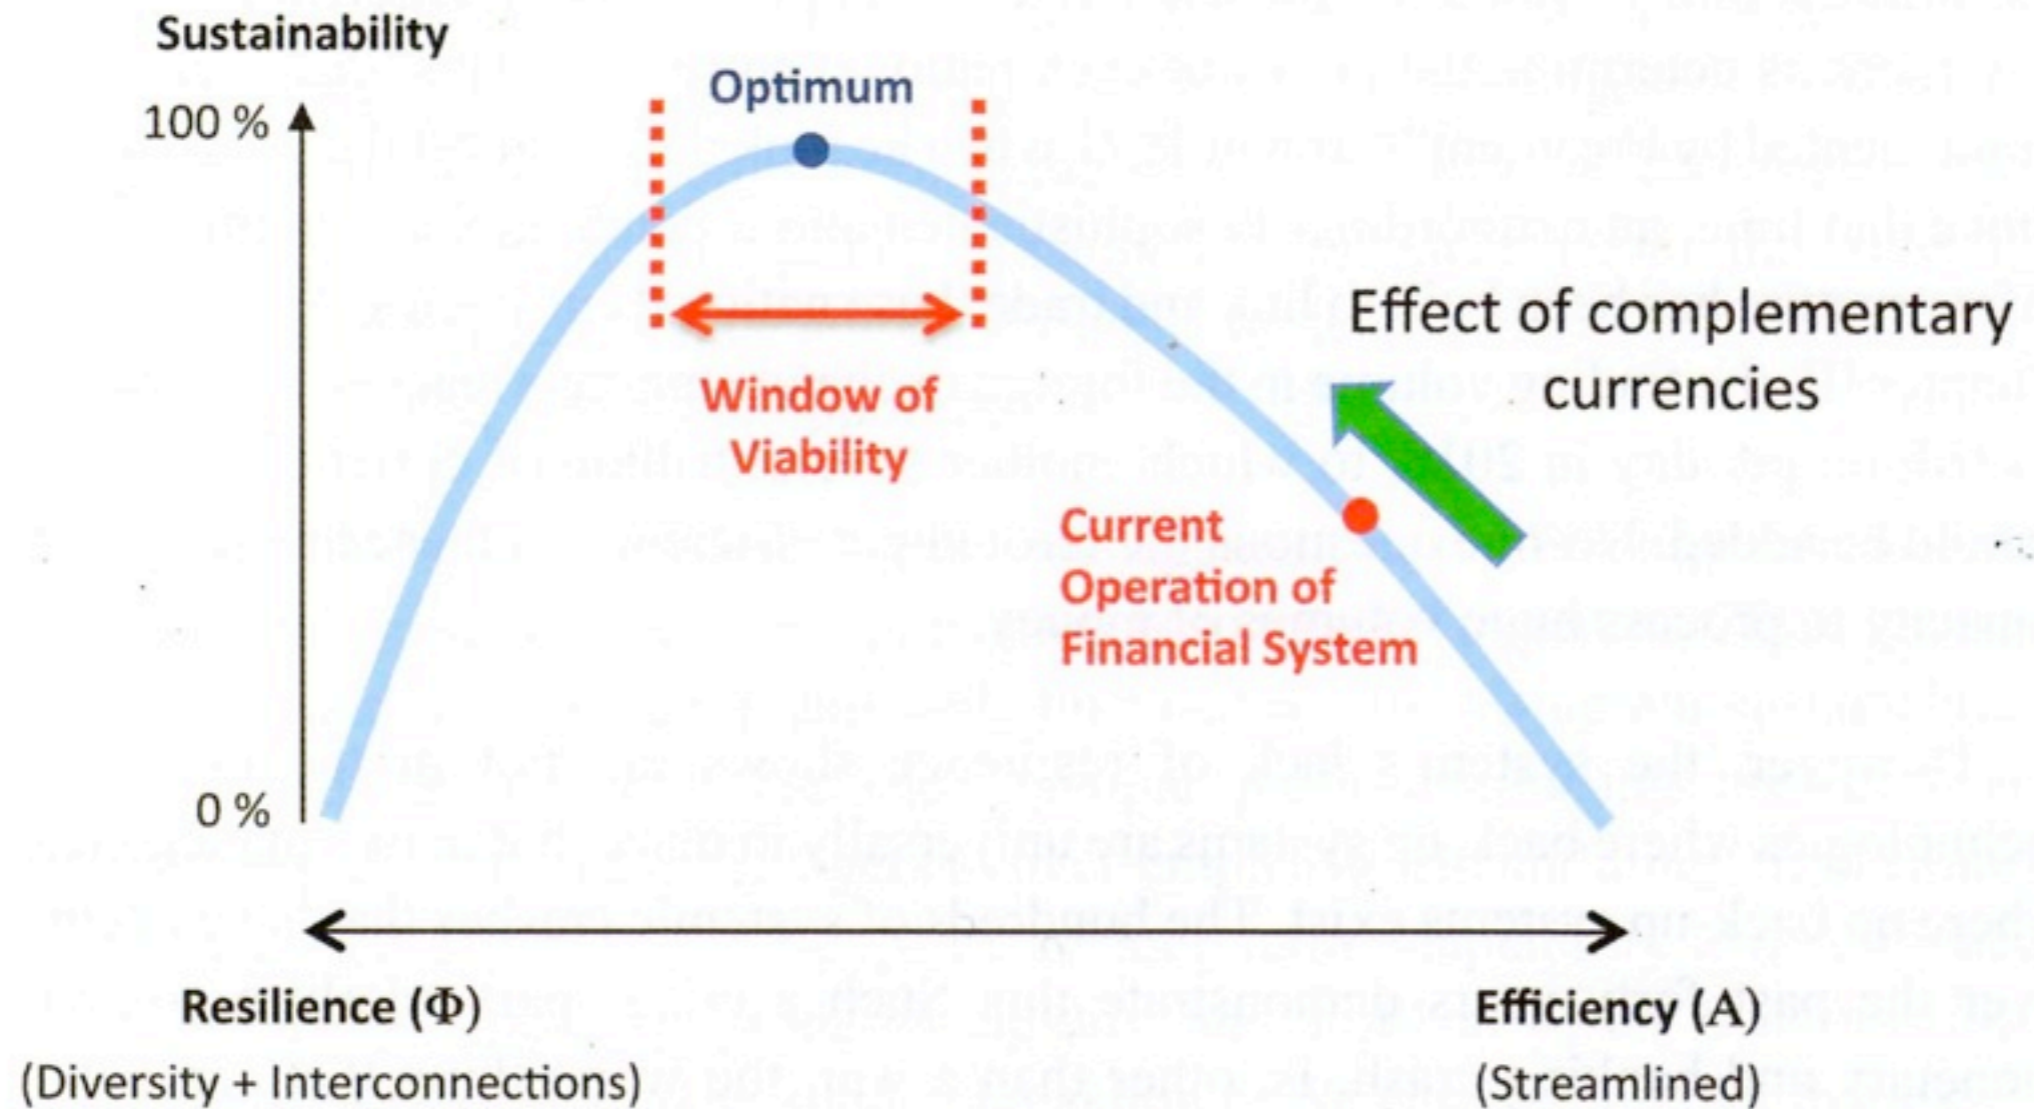 Sustainability
Optimum
100 %
Effect of complementary
currencies
Window of
Viability
Current
Operation of
Financial System
0 %
Resilience (Φ)
(Diversity + Interconnections)
Efficiency (A)
(Streamlined)